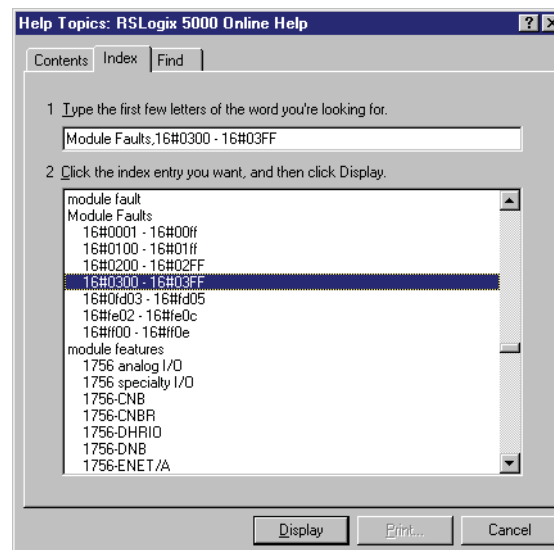 Help Topics: RSLogix 5000 Online Help
Contents Index Find
1 Type the first few letters of the word you're looking for.
Module Faults,16#0300 - 16#03FF
2 Click the index entry you want, and then click Display.
module fault
Module Faults
16#0001 - 16#00ff
16#0100 - 16#01ff
16#0200 - 16#02FF
16#0300 - 16#03FF
16#0fd03 - 16#fd05
16#fe02 - 16#fe0c
16#ff00 - 16#ff0e
module features
1756 analog I/O
1756 specialty I/O
1756-CNB
1756-CNBR
1756-DHRIO
1756-DNB
1756-ENET/A
Display Print... Cancel